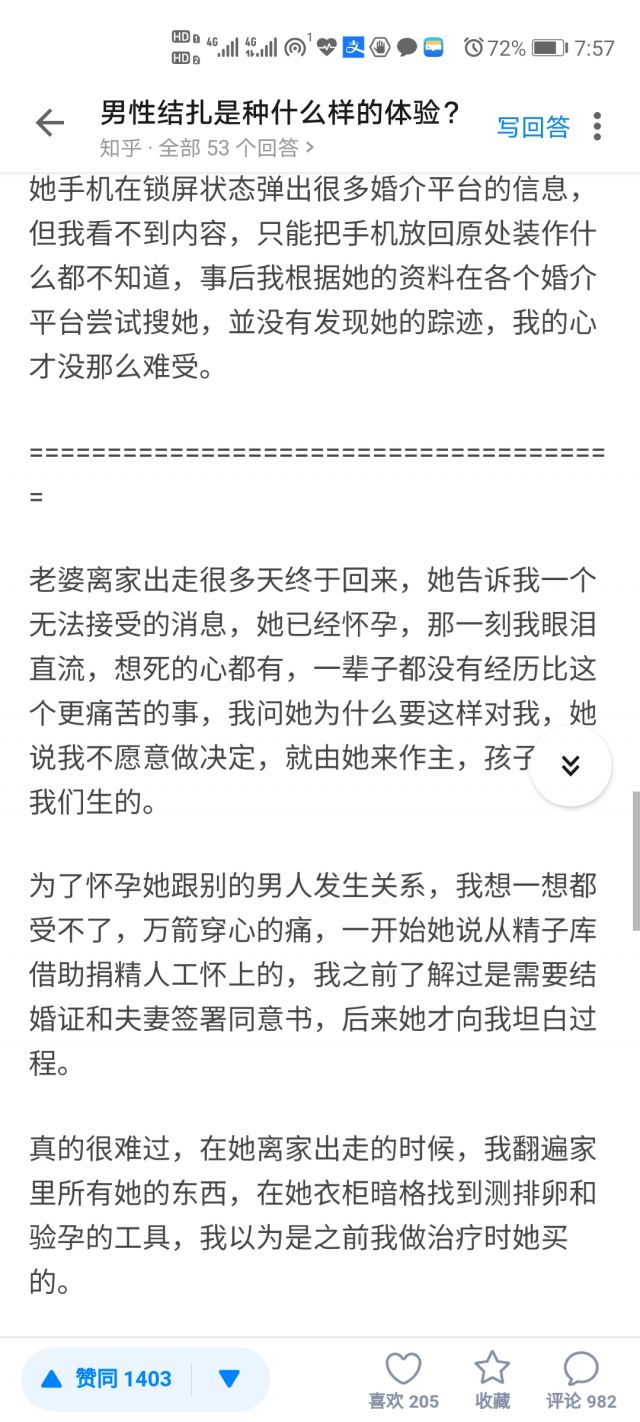 HD 1 4G 4G 1 72% 7:57
HD 2
男性结扎是种什么样的体验？
写回答
知乎 · 全部 53 个回答 >
她手机在锁屏状态弹出很多婚介平台的信息，
但我看不到内容，只能把手机放回原处装作什
么都不知道，事后我根据她的资料在各个婚介
平台尝试搜她，並没有发现她的踪迹，我的心
才没那么难受。
=====================================
=
老婆离家出走很多天终于回来，她告诉我一个
无法接受的消息，她已经怀孕，那一刻我眼泪
直流，想死的心都有，一辈子都没有经历比这
个更痛苦的事，我问她为什么要这样对我，她
说我不愿意做决定，就由她来作主，孩子
我们生的。
为了怀孕她跟别的男人发生关系，我想一想都
受不了，万箭穿心的痛，一开始她说从精子库
借助捐精人工怀上的，我之前了解过是需要结
婚证和夫妻签署同意书，后来她才向我坦白过
程。
真的很难过，在她离家出走的时候，我翻遍家
里所有她的东西，在她衣柜暗格找到测排卵和
验孕的工具，我以为是之前我做治疗时她买
的。
赞同 1403
喜欢 205
收藏
评论 982